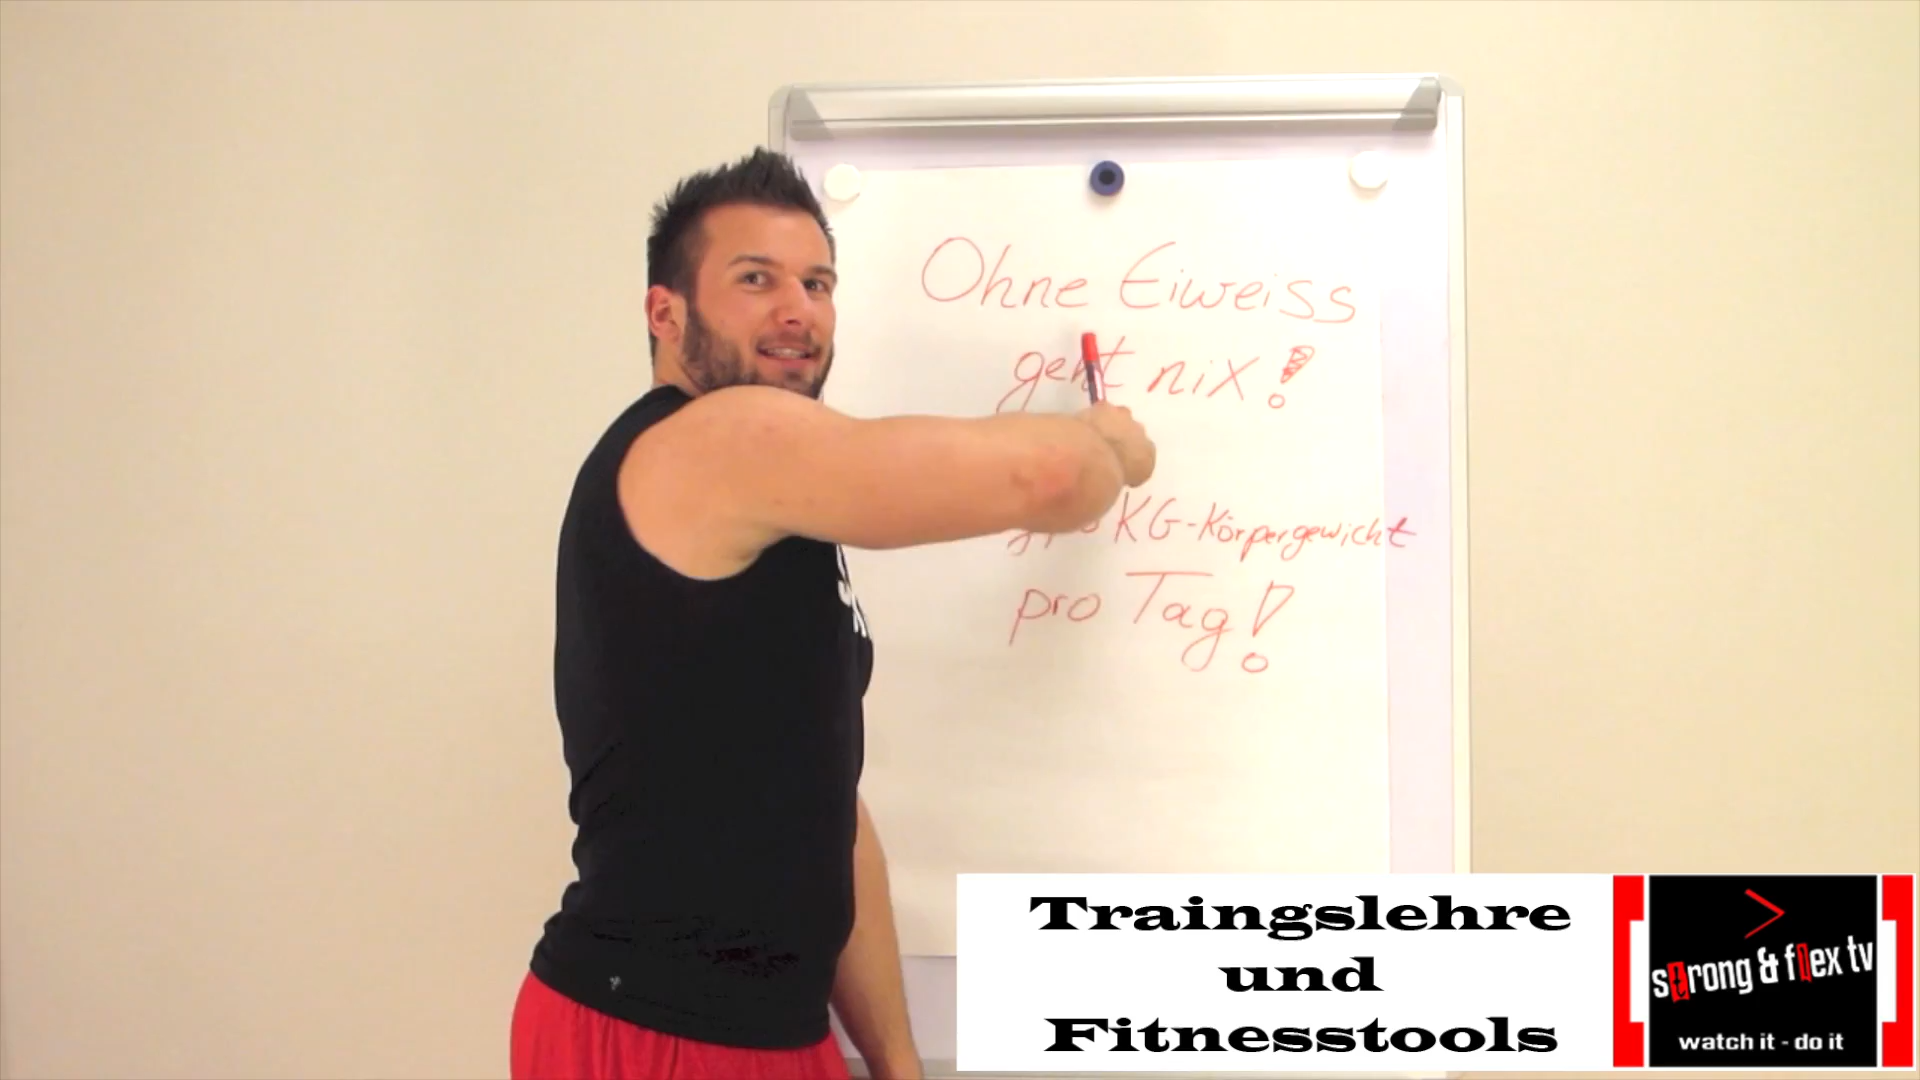 Ohne Eiweiss
geht nix!
KG-Körpergewicht
pro Tag!
Traingslehre
und
Fitnesstools
strong & flex tv
watch it - do it